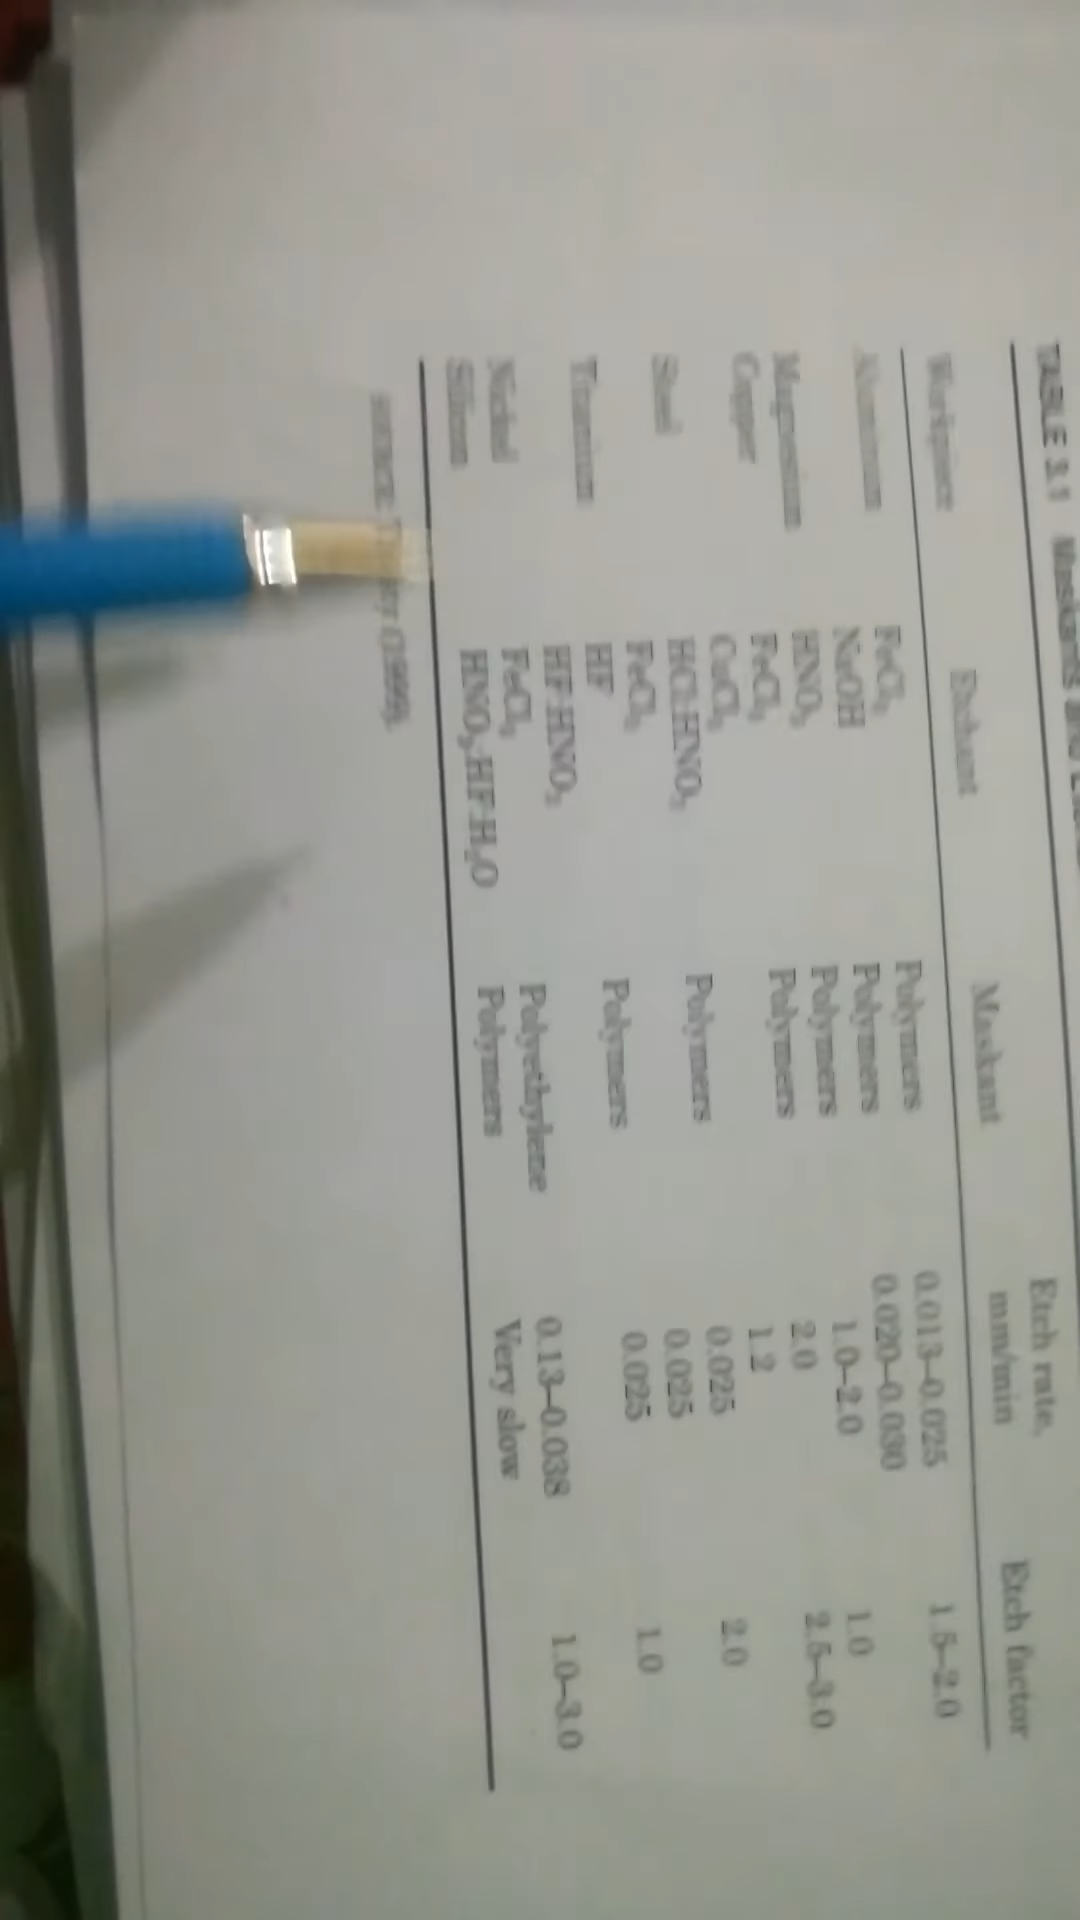 TABLE 3.1 Maskants and
Etch rate,
Workpiece Etchant Maskant mm/min Etch factor
Aluminum FeCl₃ Polymers 0.013–0.025 1.5–2.0
NaOH Polymers 0.020–0.030
Magnesium HNO₃ Polymers 1.0–2.0 1.0
Copper FeCl₃ Polymers 2.0 2.5–3.0
CuCl₂ 1.2
Steel HCl:HNO₃ Polymers 0.025 2.0
FeCl₃ 0.025
Titanium HF Polymers 0.025 1.0
HF:HNO₃
Nickel FeCl₃ Polyethylene 0.13–0.038 1.0–3.0
Silicon HNO₃:HF:H₂O Polymers Very slow
SOURCE: (1999).